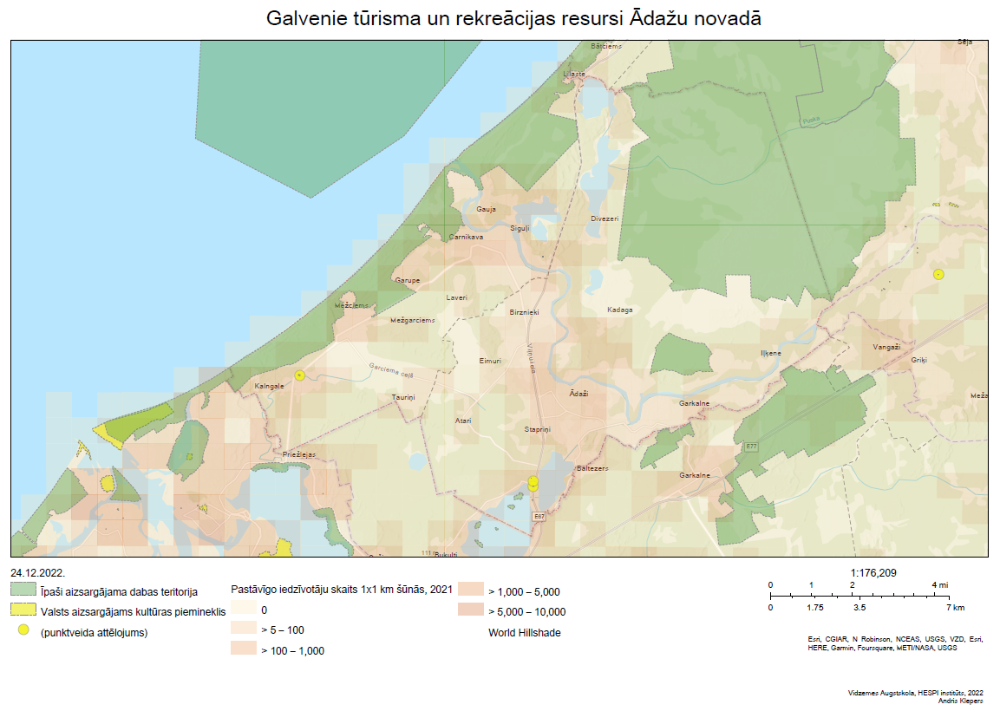 Galvenie tūrisma un rekreācijas resursi Ādažu novadā
Bātciems
Sēja
Lilaste
Puska
Gauja
Siguļi
Divezeri
Carnikava
Garupe
Laveri
Mežciems
Birznieki
Kadaga
Mežgarciems
Iļķene
Vangaži
Griķi
Eimuri
Garciema ceļš
Kalngale
Tauriņi
Ādaži
Garkalne
Atari
Stapriņi
E77
Priežlejas
Baltezers
Garkalne
E67
Bukulti
24.12.2022.
1:176,209
Īpaši aizsargājama dabas teritorija
Valsts aizsargājams kultūras piemineklis
(punktveida attēlojums)
Pastāvīgo iedzīvotāju skaits 1x1 km šūnās, 2021
0
> 5 – 100
> 100 – 1,000
> 1,000 – 5,000
> 5,000 – 10,000
World Hillshade
0 1 2 4 mi
0 1.75 3.5 7 km
Esri, CGIAR, N Robinson, NCEAS, USGS, VZD, Esri,
HERE, Garmin, Foursquare, METI/NASA, USGS
Vidzemes Augstskola, HESPI institūts, 2022
Andris Klepers